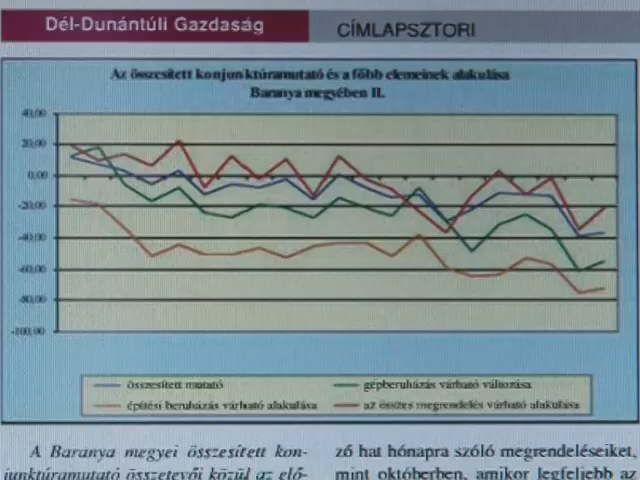 Dél-Dunántúli Gazdaság
CÍMLAPSZTORI
Az összesített konjunktúramutató és a főbb elemeinek alakulása
Baranya megyében II.
40,00
20,00
0,00
-20,00
-40,00
-60,00
-80,00
-100,00
összesített mutató
gépberuházás várható változása
építési beruházás várható alakulása
az összes megrendelés várható alakulása
A Baranya megyei összesített kon-
junktúramutató összetevői közül az elő-
ző hat hónapra szóló megrendeléseiket,
mint októberben, amikor legfeljebb az